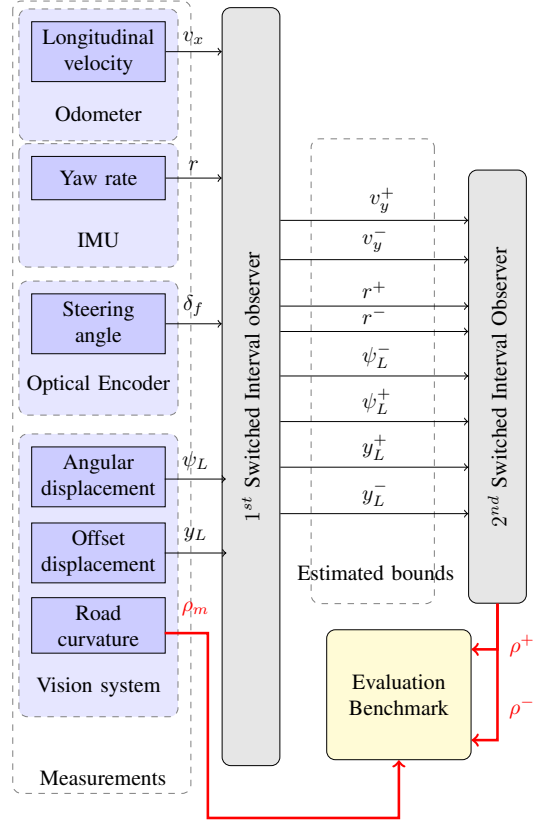 Longitudinal
velocity
Odometer
v_x
Yaw rate
IMU
r
Steering
angle
Optical Encoder
δ_f
Angular
displacement
ψ_L
Offset
displacement
y_L
Road
curvature
ρ_m
Vision system
Measurements
1^{st} Switched Interval observer
v_y^+
v_y^-
r^+
r^-
ψ_L^-
ψ_L^+
y_L^+
y_L^-
Estimated bounds
2^{nd} Switched Interval Observer
ρ^+
ρ^-
Evaluation
Benchmark